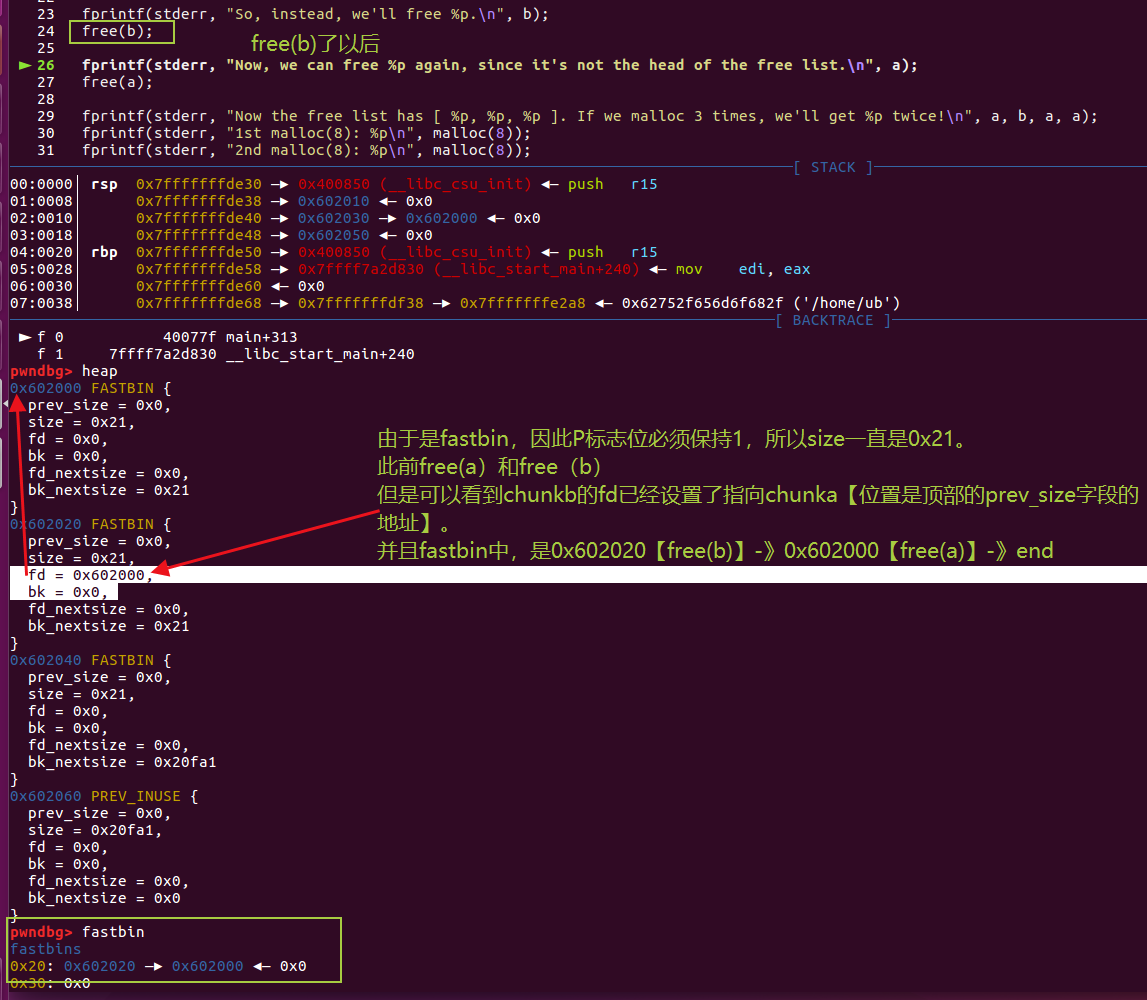 23 fprintf(stderr, "So, instead, we'll free %p.\n", b);
24 free(b);
free(b)了以后
25
► 26 fprintf(stderr, "Now, we can free %p again, since it's not the head of the free list.\n", a);
27 free(a);
28
29 fprintf(stderr, "Now the free list has [ %p, %p, %p ]. If we malloc 3 times, we'll get %p twice!\n", a, b, a, a);
30 fprintf(stderr, "1st malloc(8): %p\n", malloc(8));
31 fprintf(stderr, "2nd malloc(8): %p\n", malloc(8));
[ STACK ]
00:0000│ rsp 0x7fffffffde30 —► 0x400850 (__libc_csu_init) ◄— push r15
01:0008│ 0x7fffffffde38 —► 0x602010 ◄— 0x0
02:0010│ 0x7fffffffde40 —► 0x602030 —► 0x602000 ◄— 0x0
03:0018│ 0x7fffffffde48 —► 0x602050 ◄— 0x0
04:0020│ rbp 0x7fffffffde50 —► 0x400850 (__libc_csu_init) ◄— push r15
05:0028│ 0x7fffffffde58 —► 0x7ffff7a2d830 (__libc_start_main+240) ◄— mov edi, eax
06:0030│ 0x7fffffffde60 ◄— 0x0
07:0038│ 0x7fffffffde68 —► 0x7fffffffdf38 —► 0x7fffffffe2a8 ◄— 0x62752f656d6f682f ('/home/ub')
[ BACKTRACE ]
► f 0 40077f main+313
f 1 7ffff7a2d830 __libc_start_main+240
pwndbg> heap
0x602000 FASTBIN {
prev_size = 0x0,
size = 0x21,
fd = 0x0,
bk = 0x0,
fd_nextsize = 0x0,
bk_nextsize = 0x21
}
由于是fastbin，因此P标志位必须保持1，所以size一直是0x21。
此前free(a）和free（b）
但是可以看到chunkb的fd已经设置了指向chunka【位置是顶部的prev_size字段的
地址】。
并且fastbin中，是0x602020【free(b)】-》0x602000【free(a)】-》end
0x602020 FASTBIN {
prev_size = 0x0,
size = 0x21,
fd = 0x602000,
bk = 0x0,
fd_nextsize = 0x0,
bk_nextsize = 0x21
}
0x602040 FASTBIN {
prev_size = 0x0,
size = 0x21,
fd = 0x0,
bk = 0x0,
fd_nextsize = 0x0,
bk_nextsize = 0x20fa1
}
0x602060 PREV_INUSE {
prev_size = 0x0,
size = 0x20fa1,
fd = 0x0,
bk = 0x0,
fd_nextsize = 0x0,
bk_nextsize = 0x0
}
pwndbg> fastbin
fastbins
0x20: 0x602020 —► 0x602000 ◄— 0x0
0x30: 0x0